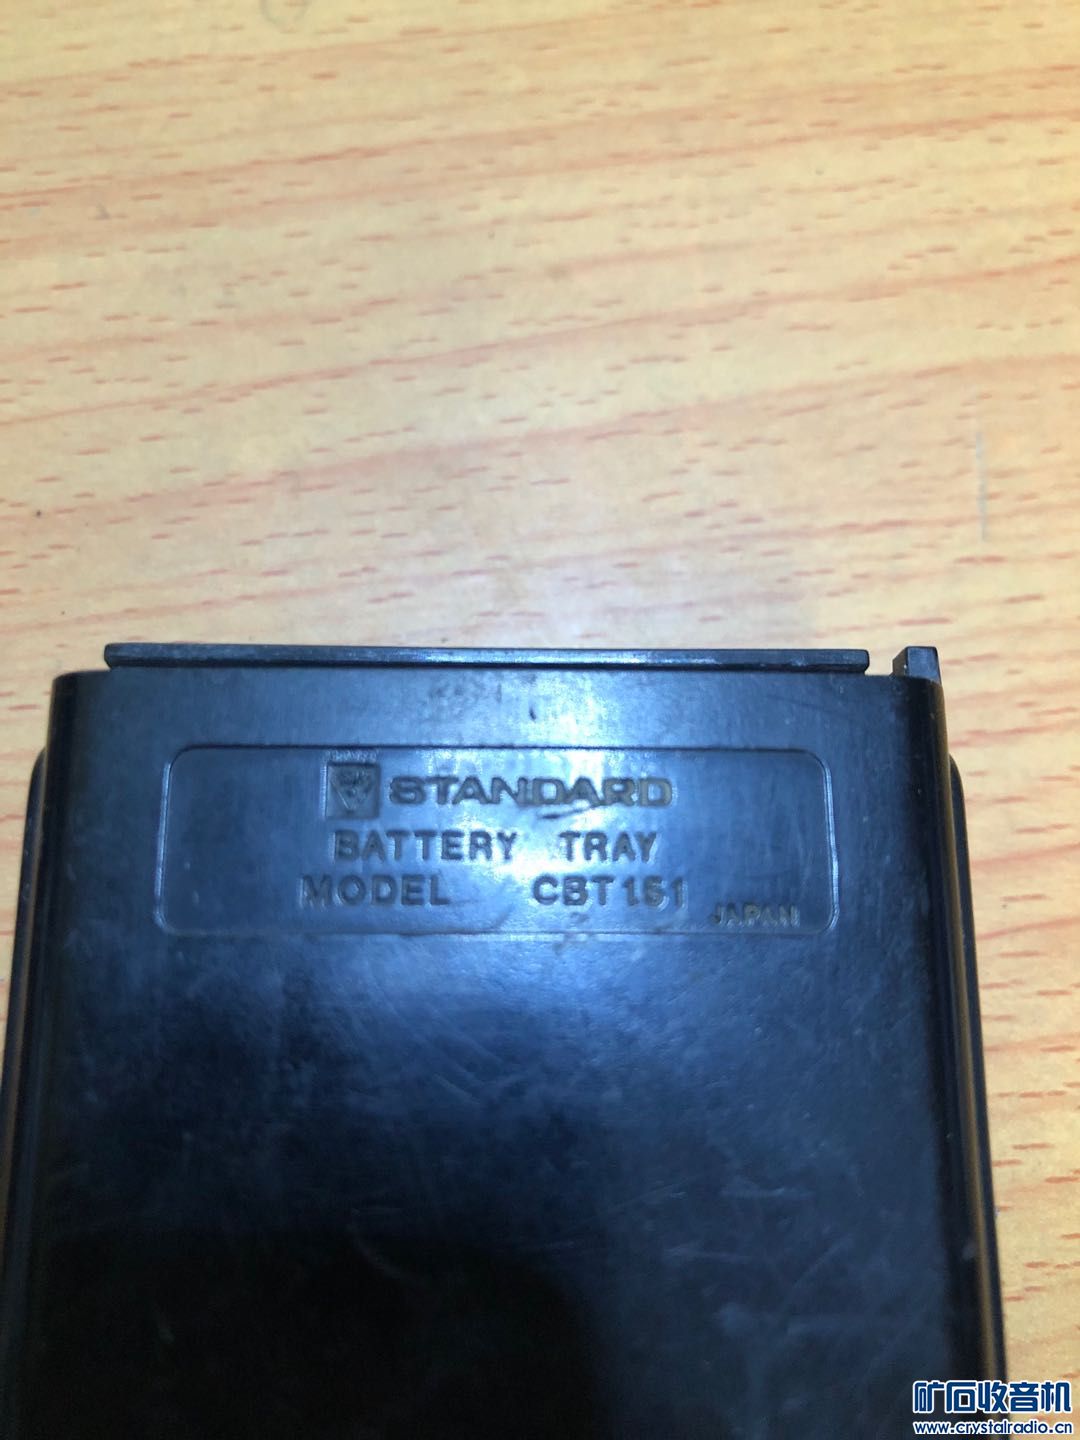 STANDARD
BATTERY TRAY
MODEL CBT151
JAPAN
矿石收音机
www.crystalradio.cn